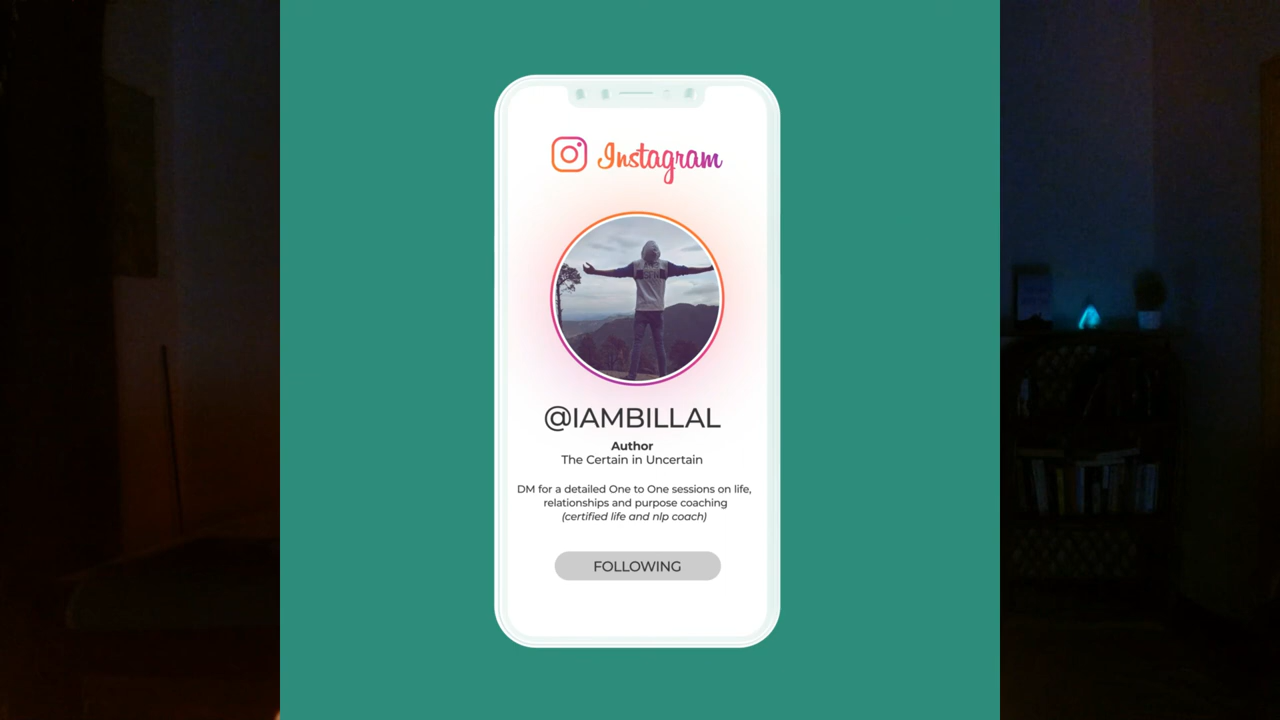 Instagram
@IAMBILLAL
Author
The Certain in Uncertain
DM for a detailed One to One sessions on life,
relationships and purpose coaching
(certified life and nlp coach)
FOLLOWING